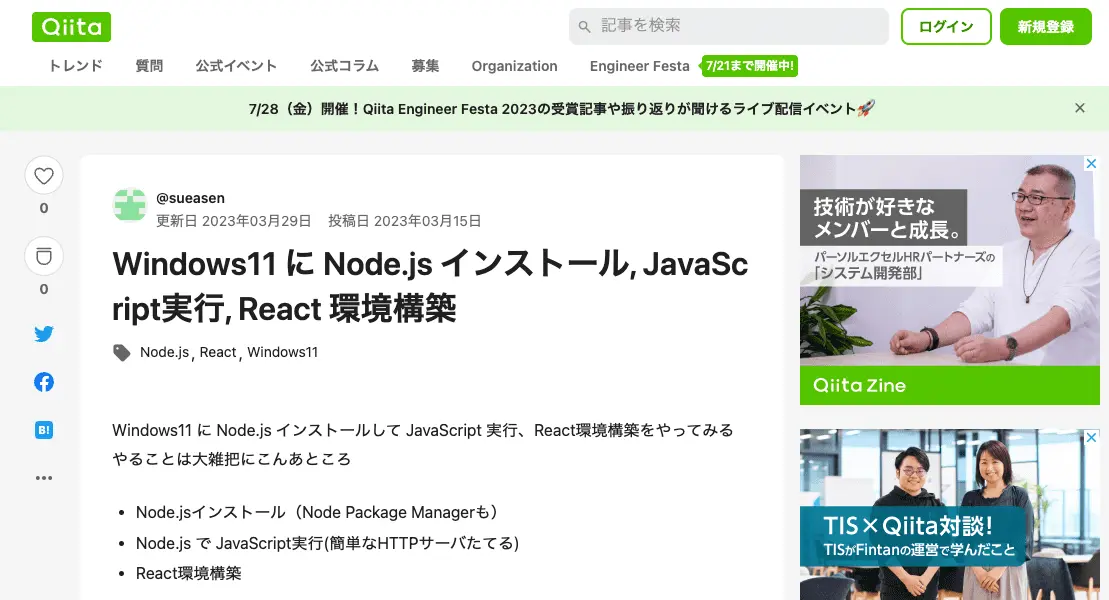 Qiita
記事を検索
ログイン
新規登録
トレンド 質問 公式イベント 公式コラム 募集 Organization Engineer Festa 7/21まで開催中!
7/28（金）開催！Qiita Engineer Festa 2023の受賞記事や振り返りが聞けるライブ配信イベント🚀
0
0
B!
@sueasen
更新日 2023年03月29日 投稿日 2023年03月15日
Windows11 に Node.js インストール, JavaSc
ript実行, React 環境構築
Node.js, React, Windows11
Windows11 に Node.js インストールして JavaScript 実行、React環境構築をやってみる
やることは大雑把にこんあところ
• Node.jsインストール（Node Package Managerも）
• Node.js で JavaScript実行(簡単なHTTPサーバたてる)
• React環境構築
技術が好きな
メンバーと成長。
パーソルエクセルHRパートナーズの
「システム開発部」
Qiita Zine
TIS×Qiita対談!
TISがFintanの運営で学んだこと